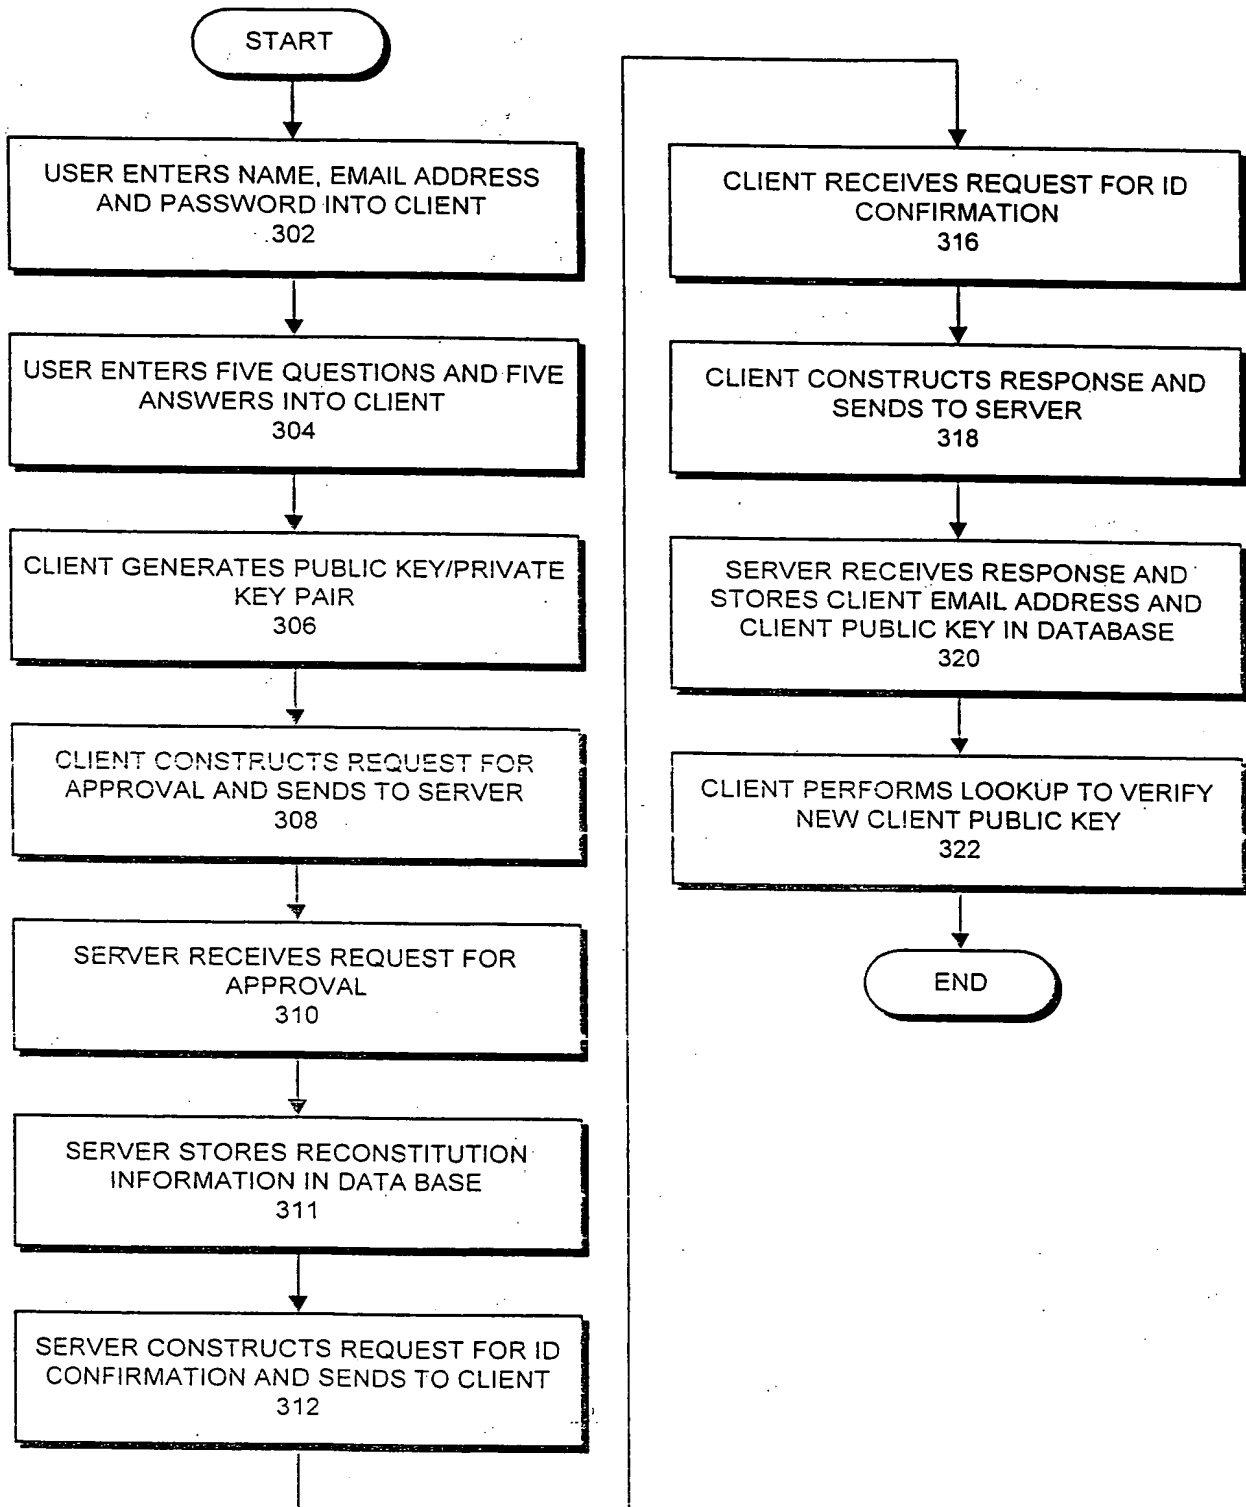 START
USER ENTERS NAME, EMAIL ADDRESS
AND PASSWORD INTO CLIENT
302
USER ENTERS FIVE QUESTIONS AND FIVE
ANSWERS INTO CLIENT
304
CLIENT GENERATES PUBLIC KEY/PRIVATE
KEY PAIR
306
CLIENT CONSTRUCTS REQUEST FOR
APPROVAL AND SENDS TO SERVER
308
SERVER RECEIVES REQUEST FOR
APPROVAL
310
SERVER STORES RECONSTITUTION
INFORMATION IN DATA BASE
311
SERVER CONSTRUCTS REQUEST FOR ID
CONFIRMATION AND SENDS TO CLIENT
312
CLIENT RECEIVES REQUEST FOR ID
CONFIRMATION
316
CLIENT CONSTRUCTS RESPONSE AND
SENDS TO SERVER
318
SERVER RECEIVES RESPONSE AND
STORES CLIENT EMAIL ADDRESS AND
CLIENT PUBLIC KEY IN DATABASE
320
CLIENT PERFORMS LOOKUP TO VERIFY
NEW CLIENT PUBLIC KEY
322
END